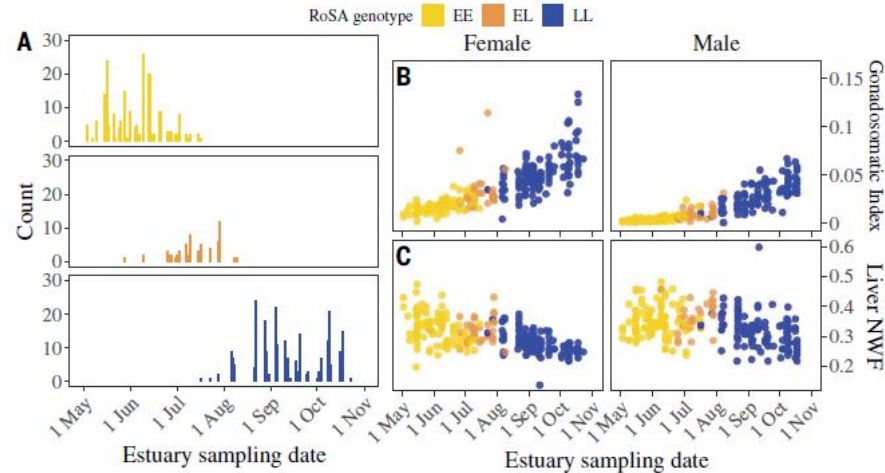 RoSA genotype EE EL LL
A
Female
Male
30
20
10
0
30
20
10
0
30
20
10
0
Count
1 May
1 Jun
1 Jul
1 Aug
1 Sep
1 Oct
1 Nov
Estuary sampling date
B
0.15
0.1
0.05
0
Gonadosomatic Index
C
0.6
0.5
0.4
0.3
0.2
Liver NWF
1 May
1 Jun
1 Jul
1 Aug
1 Sep
1 Oct
1 Nov
1 May
1 Jun
1 Jul
1 Aug
1 Sep
1 Oct
1 Nov
Estuary sampling date